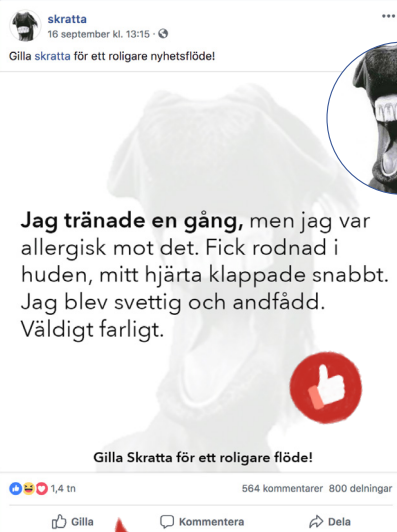 skratta
16 september kl. 13:15 ·
Gilla skratta för ett roligare nyhetsflöde!
Jag tränade en gång, men jag var
allergisk mot det. Fick rodnad i
huden, mitt hjärta klappade snabbt.
Jag blev svettig och andfådd.
Väldigt farligt.
Gilla Skratta för ett roligare flöde!
1,4 tn 564 kommentarer 800 delningar
Gilla Kommentera Dela